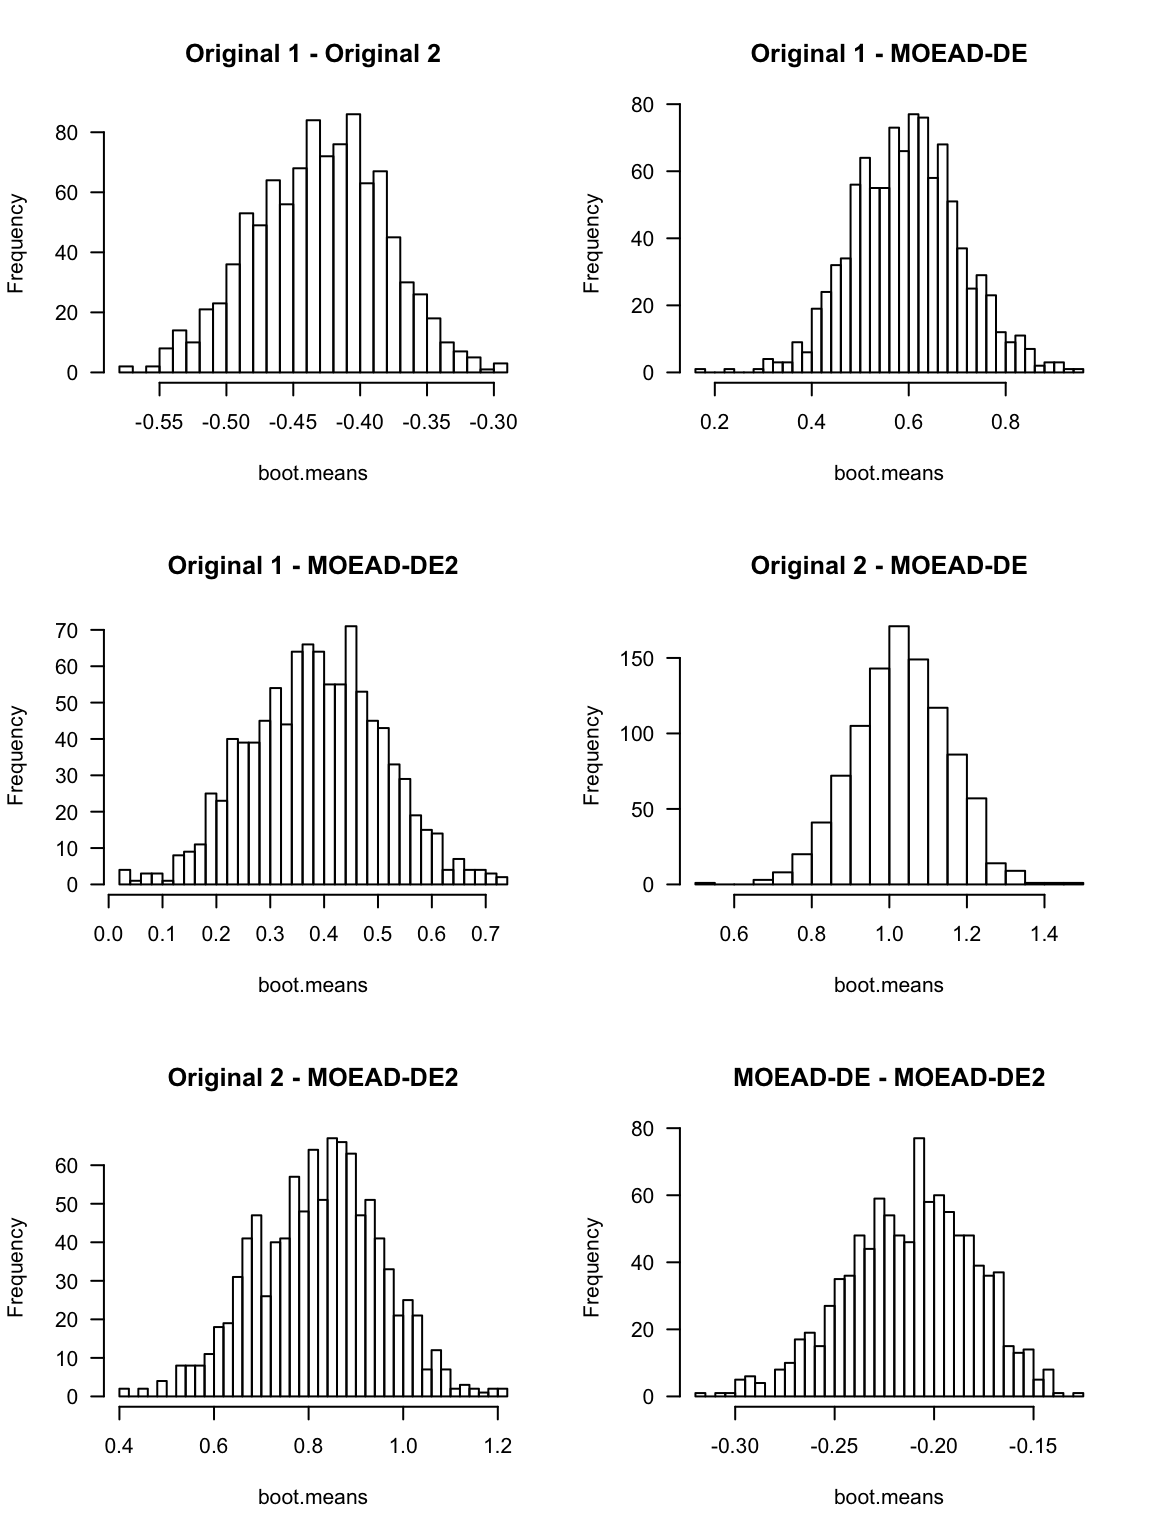 Original 1 - Original 2
Frequency
80
60
40
20
0
-0.55 -0.50 -0.45 -0.40 -0.35 -0.30
boot.means
Original 1 - MOEAD-DE
Frequency
80
60
40
20
0
0.2 0.4 0.6 0.8
boot.means
Original 1 - MOEAD-DE2
Frequency
70
60
50
40
30
20
10
0
0.0 0.1 0.2 0.3 0.4 0.5 0.6 0.7
boot.means
Original 2 - MOEAD-DE
Frequency
150
100
50
0
0.6 0.8 1.0 1.2 1.4
boot.means
Original 2 - MOEAD-DE2
Frequency
60
50
40
30
20
10
0
0.4 0.6 0.8 1.0 1.2
boot.means
MOEAD-DE - MOEAD-DE2
Frequency
80
60
40
20
0
-0.30 -0.25 -0.20 -0.15
boot.means